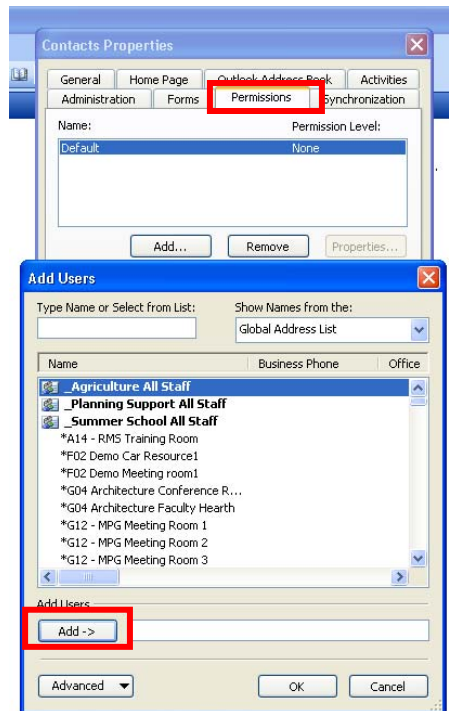 Contacts Properties
General Home Page Outlook Address Book Activities
Administration Forms Permissions Synchronization
Name: Permission Level:
Default None
Add... Remove Properties...
Add Users
Type Name or Select from List: Show Names from the:
Global Address List
Name Business Phone Office
_Agriculture All Staff
_Planning Support All Staff
_Summer School All Staff
*A14 - RMS Training Room
*F02 Demo Car Resource1
*F02 Demo Meeting room1
*G04 Architecture Conference R...
*G04 Architecture Faculty Hearth
*G12 - MPG Meeting Room 1
*G12 - MPG Meeting Room 2
*G12 - MPG Meeting Room 3
Add Users
Add ->
Advanced OK Cancel